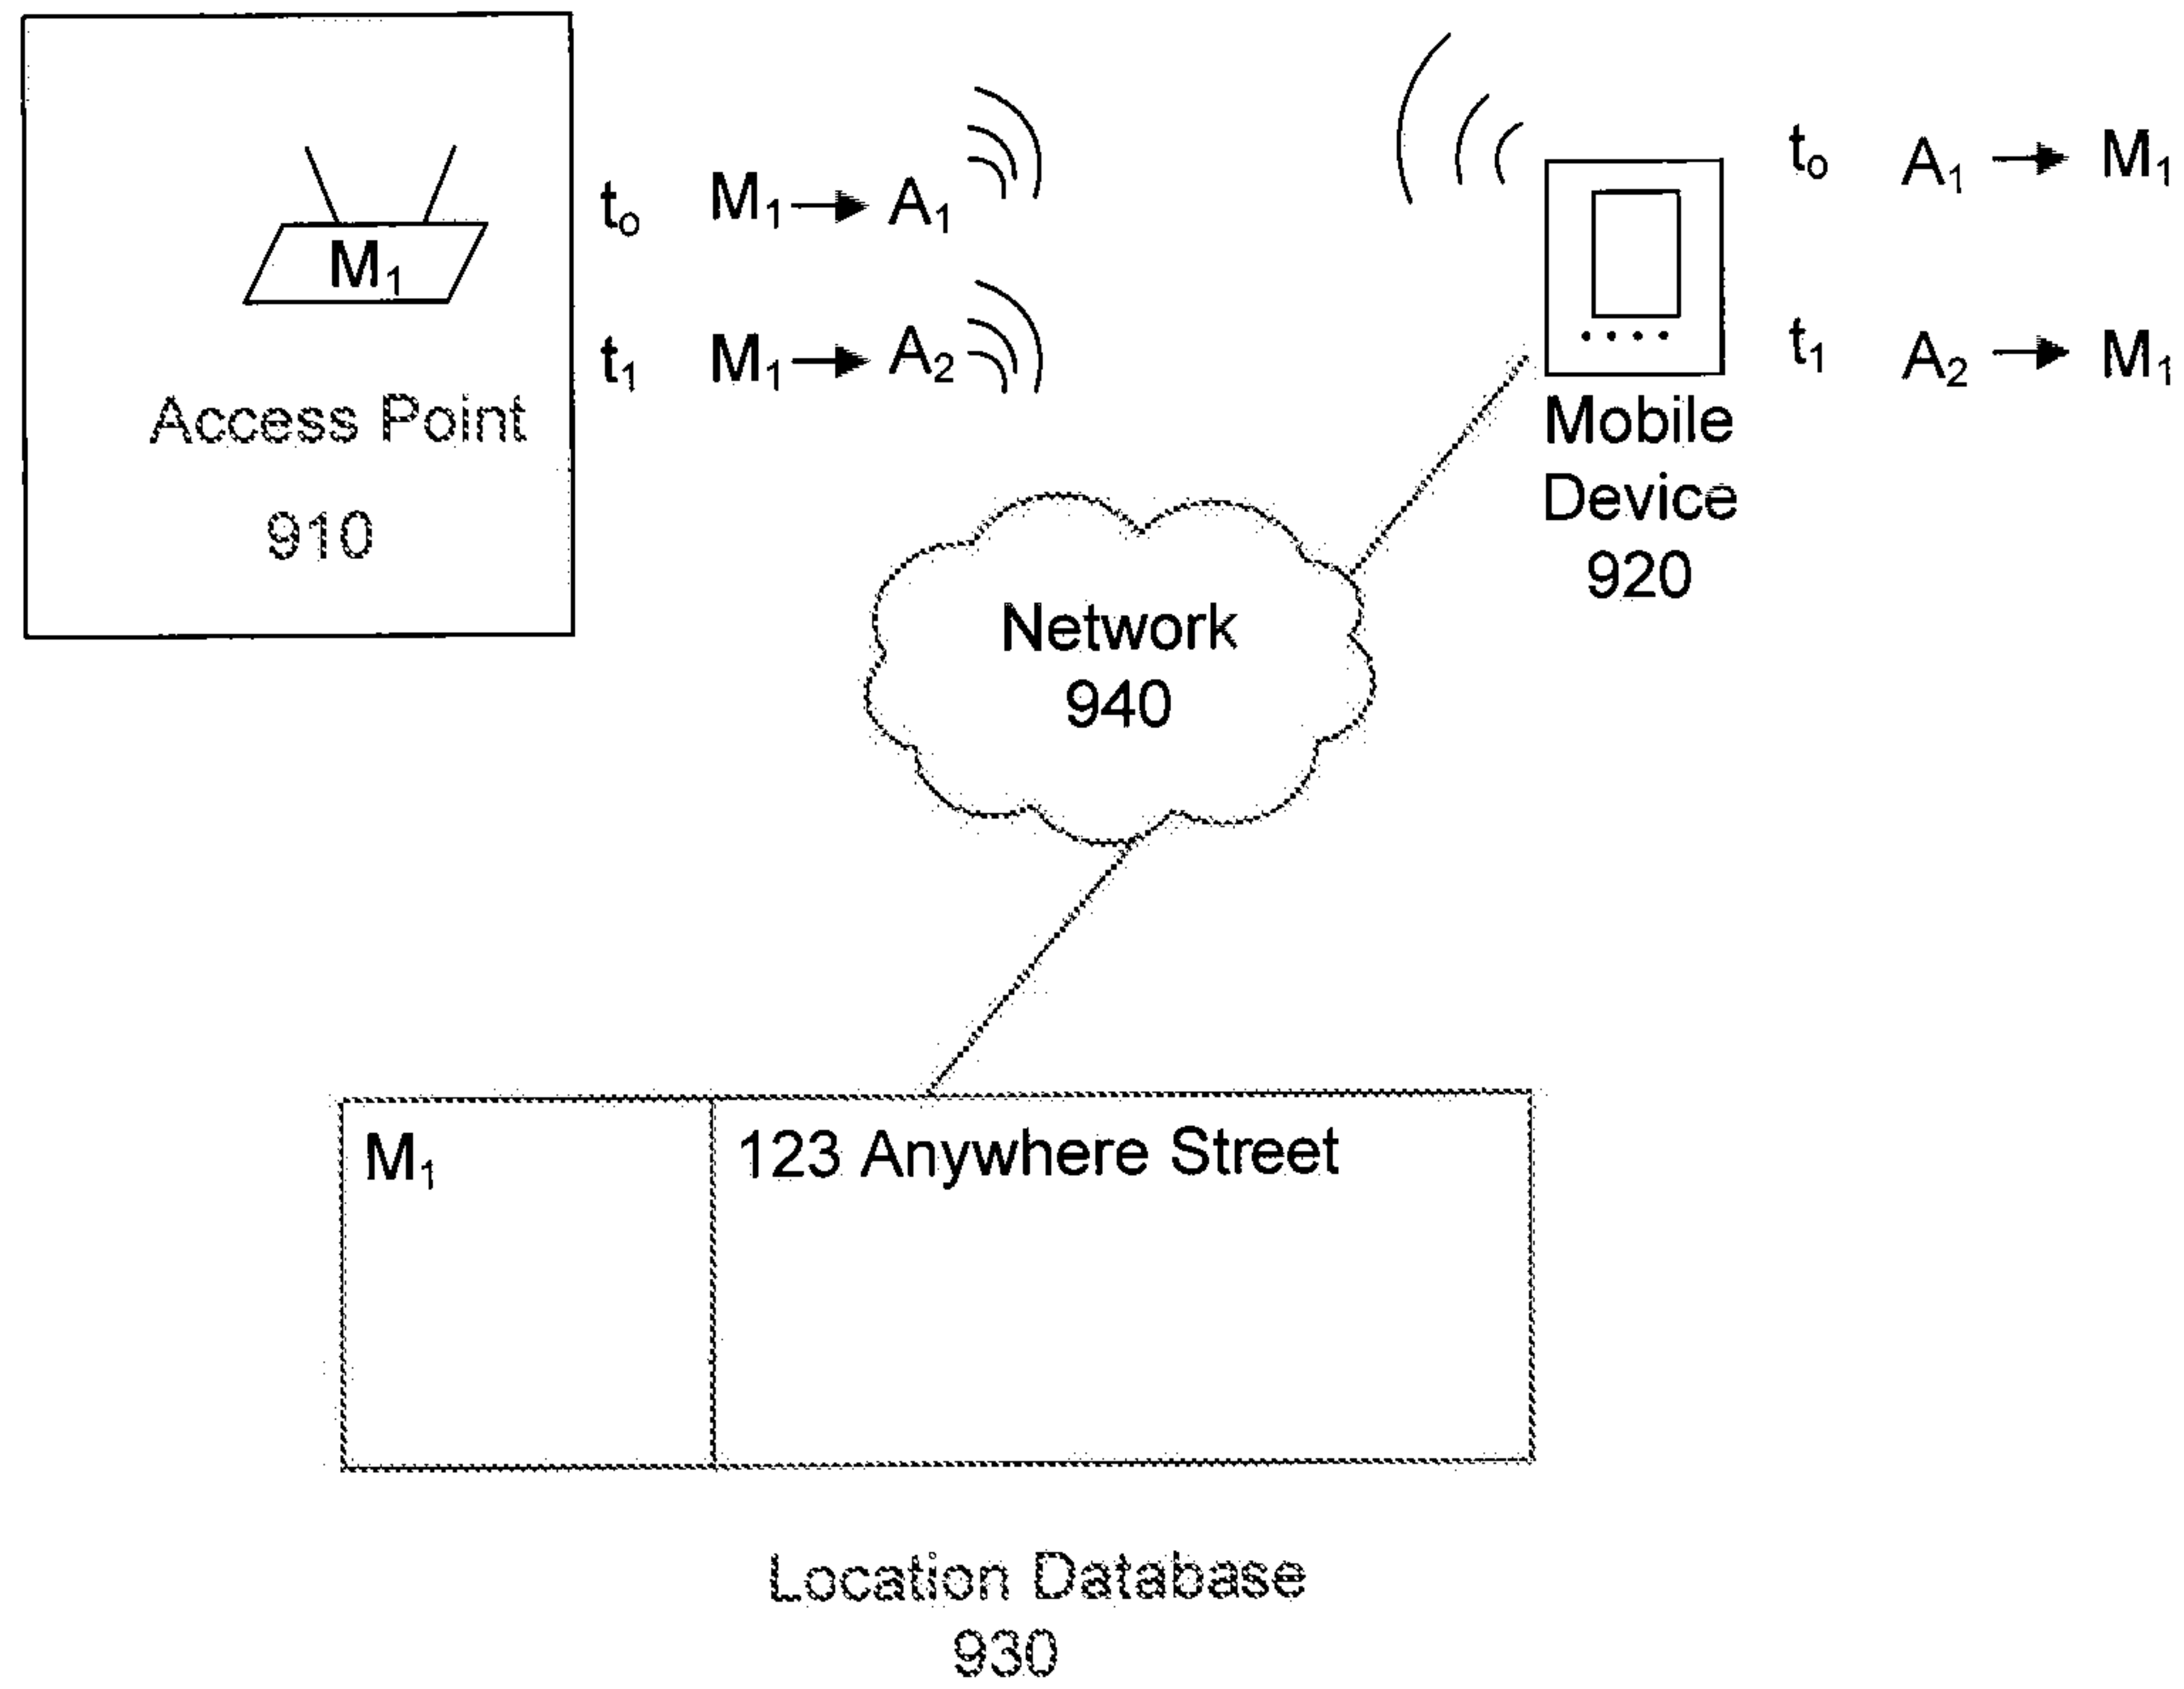 M₁
Access Point
910
t₀ M₁ → A₁
t₁ M₁ → A₂
t₀ A₁ → M₁
t₁ A₂ → M₁
Mobile
Device
920
Network
940
M₁ 123 Anywhere Street
Location Database
930